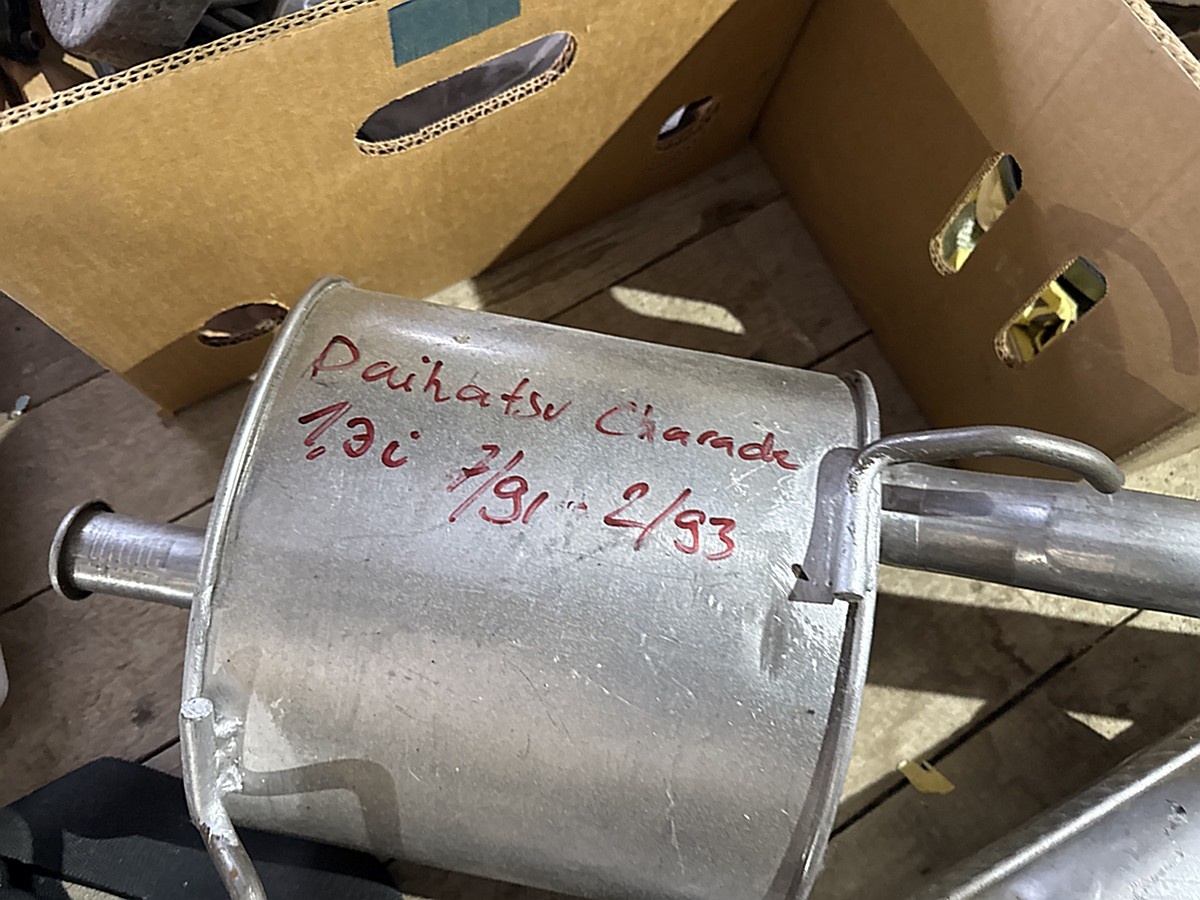 Daihatsu Charade
1,3i 7/91 - 2/93